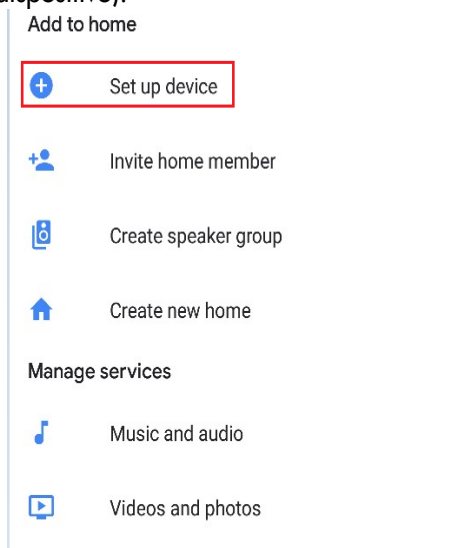 dispositivo).
Add to home
Set up device
Invite home member
Create speaker group
Create new home
Manage services
Music and audio
Videos and photos